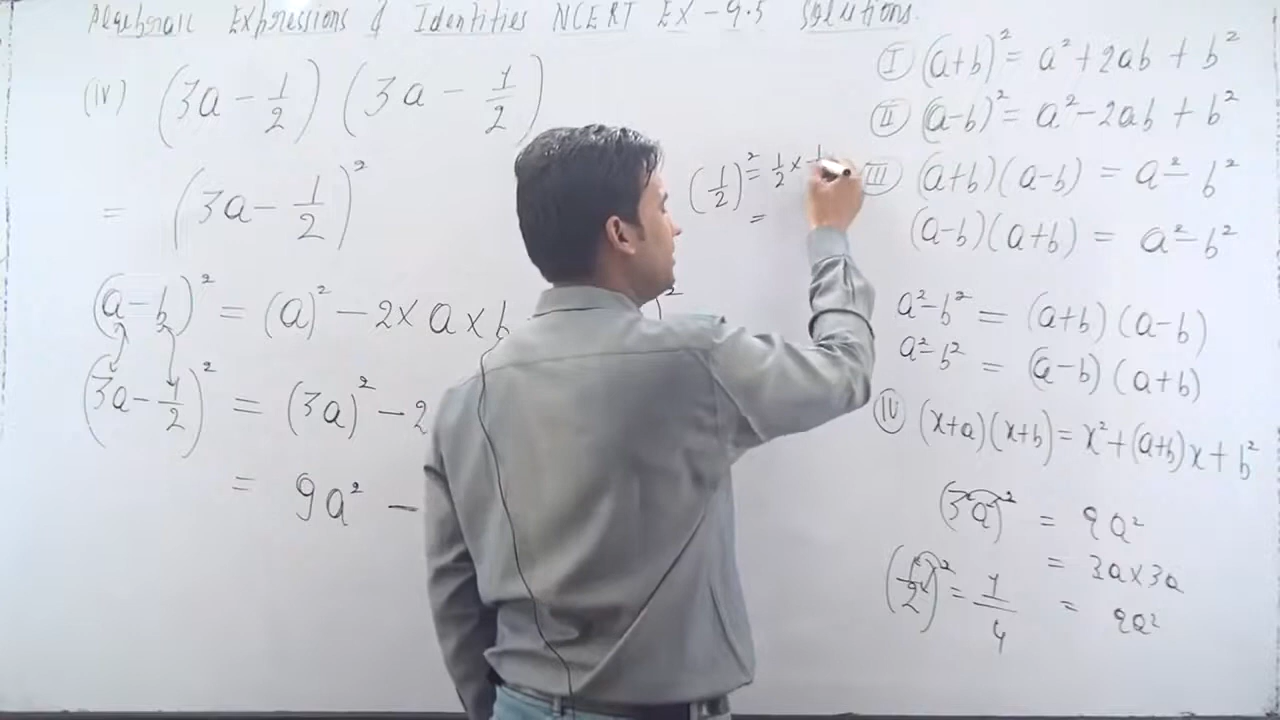 Algebraic Expressions & Identities NCERT EX - 9.5 Solutions.
(iv) (3a - 1/2) (3a - 1/2)
= (3a - 1/2)²
(a - b)² = (a)² - 2 × a × b
(3a - 1/2)² = (3a)² - 2
= 9a² -
(1/2)² = 1/2 × 1
=
I (a+b)² = a² + 2ab + b²
II (a-b)² = a² - 2ab + b²
III (a+b)(a-b) = a² - b²
(a-b)(a+b) = a² - b²
a² - b² = (a+b)(a-b)
a² - b² = (a-b)(a+b)
IV (x+a)(x+b) = x² + (a+b)x + b²
(3a)² = 9a²
= 3a×3a
= 9a²
(1/2)² = 1/4